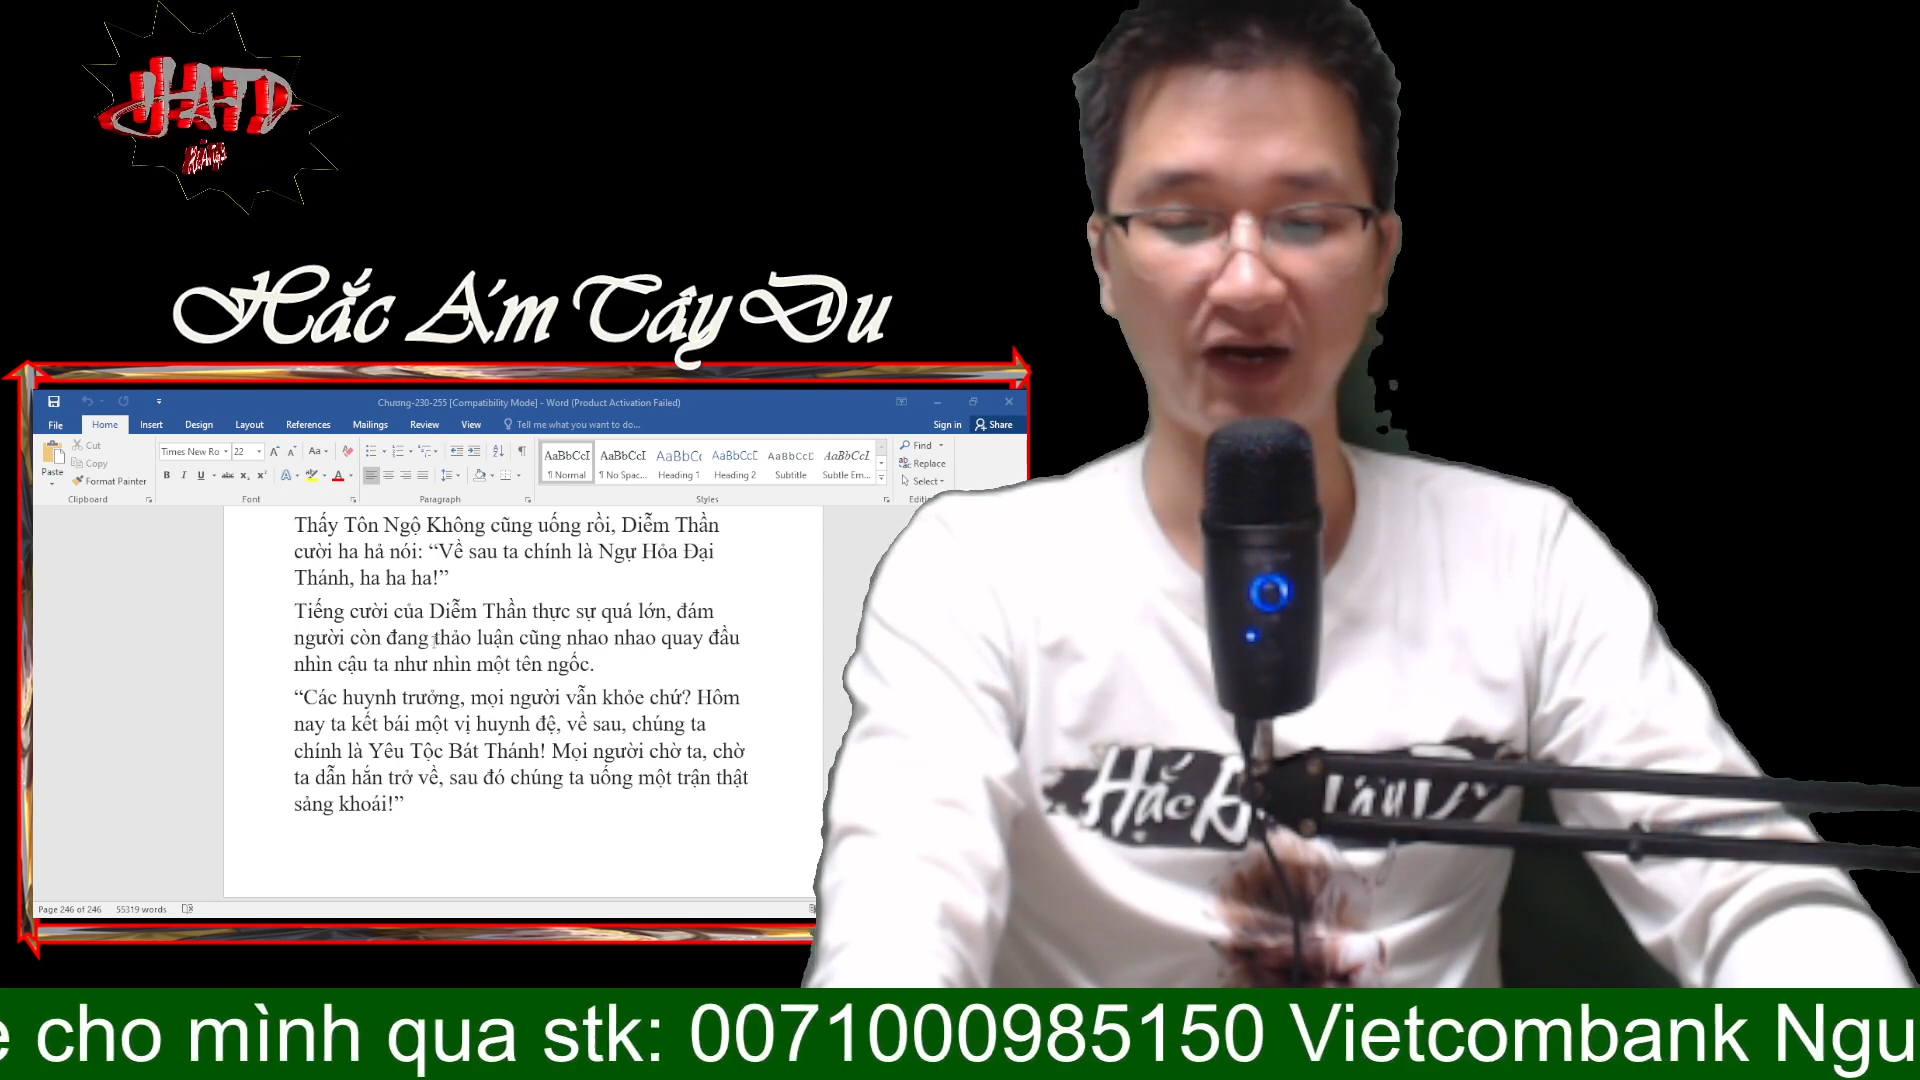 HATD
Hắc Ám Tây Du
Chương-230-255 [Compatibility Mode] - Word (Product Activation Failed)
File Home Insert Design Layout References Mailings Review View Tell me what you want to do... Sign in Share
Cut
Copy
Format Painter
Paste
Clipboard
Times New Ro 22
Font
Paragraph
AaBbCcI AaBbCcI AaBbCc AaBbCcI AaBbCcD AaBbCcI
¶ Normal ¶ No Spac... Heading 1 Heading 2 Subtitle Subtle Em...
Styles
Find
Replace
Select
Thấy Tôn Ngộ Không cũng uống rồi, Diễm Thần
cười ha hả nói: “Về sau ta chính là Ngự Hỏa Đại
Thánh, ha ha ha!”
Tiếng cười của Diễm Thần thực sự quá lớn, đám
người còn đang thảo luận cũng nhao nhao quay đầu
nhìn cậu ta như nhìn một tên ngốc.
“Các huynh trưởng, mọi người vẫn khỏe chứ? Hôm
nay ta kết bái một vị huynh đệ, về sau, chúng ta
chính là Yêu Tộc Bát Thánh! Mọi người chờ ta, chờ
ta dẫn hắn trở về, sau đó chúng ta uống một trận thật
sảng khoái!”
Page 246 of 246 55319 words
Hắc
cho mình qua stk: 0071000985150 Vietcombank Ngu